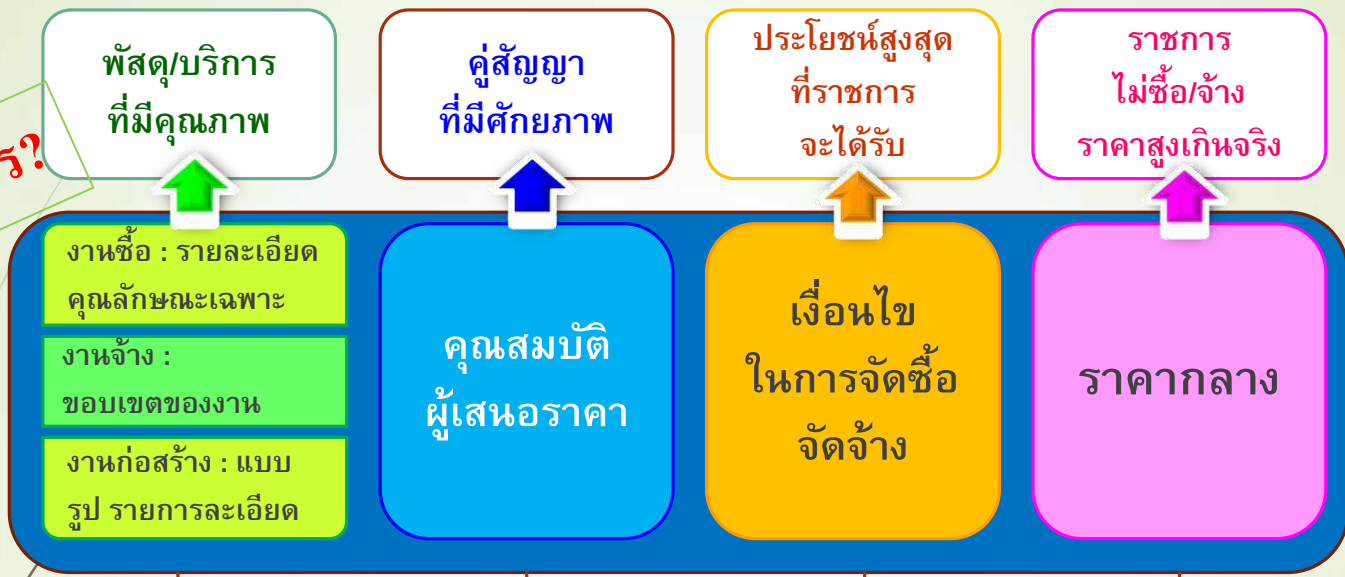 พัสดุ/บริการ
ที่มีคุณภาพ
คู่สัญญา
ที่มีศักยภาพ
ประโยชน์สูงสุด
ที่ราชการ
จะได้รับ
ราชการ
ไม่ซื้อ/จ้าง
ราคาสูงเกินจริง
งานซื้อ : รายละเอียด
คุณลักษณะเฉพาะ
งานจ้าง :
ขอบเขตของงาน
งานก่อสร้าง : แบบ
รูป รายการละเอียด
คุณสมบัติ
ผู้เสนอราคา
เงื่อนไข
ในการจัดซื้อ
จัดจ้าง
ราคากลาง